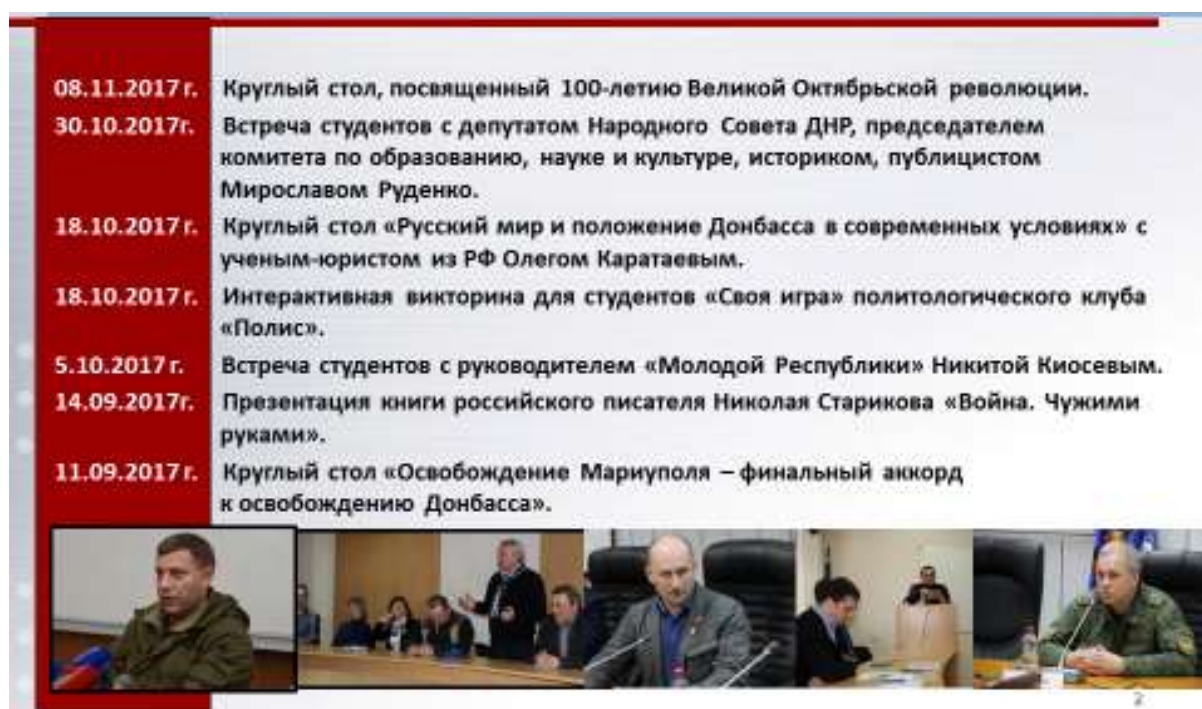 08.11.2017 г. Круглый стол, посвященный 100-летию Великой Октябрьской революции.
30.10.2017г. Встреча студентов с депутатом Народного Совета ДНР, председателем
комитета по образованию, науке и культуре, историком, публицистом
Мирославом Руденко.
18.10.2017 г. Круглый стол «Русский мир и положение Донбасса в современных условиях» с
ученым-юристом из РФ Олегом Каратаевым.
18.10.2017 г. Интерактивная викторина для студентов «Своя игра» политологического клуба
«Полис».
5.10.2017 г. Встреча студентов с руководителем «Молодой Республики» Никитой Киосевым.
14.09.2017г. Презентация книги российского писателя Николая Старикова «Война. Чужими
руками».
11.09.2017 г. Круглый стол «Освобождение Мариуполя – финальный аккорд
к освобождению Донбасса».
2